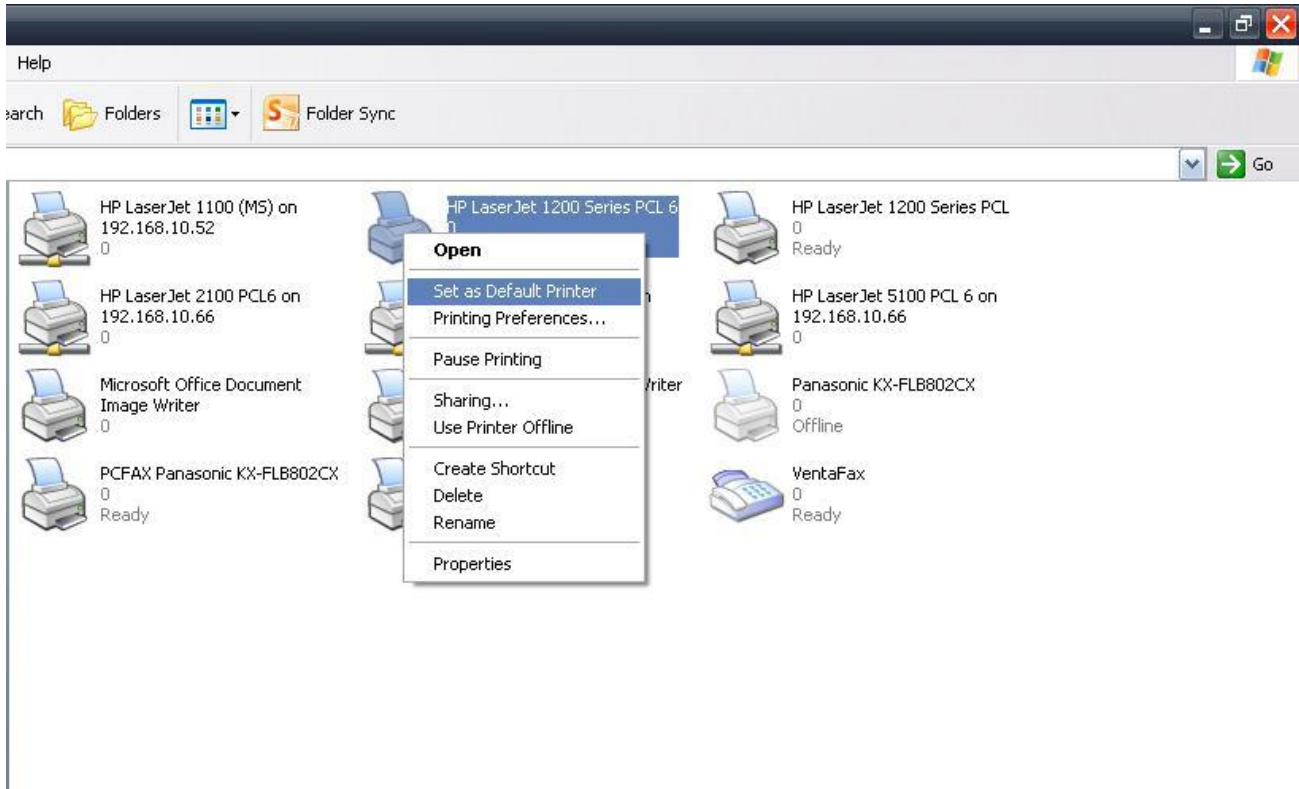 Help
earch Folders Folder Sync
Go
HP LaserJet 1100 (MS) on
192.168.10.52
0
HP LaserJet 1200 Series PCL 6
0
HP LaserJet 1200 Series PCL
0
Ready
HP LaserJet 2100 PCL6 on
192.168.10.66
0
HP LaserJet 5100 PCL 6 on
192.168.10.66
0
Microsoft Office Document
Image Writer
0
Writer
Panasonic KX-FLB802CX
0
Offline
PCFAX Panasonic KX-FLB802CX
0
Ready
VentaFax
0
Ready
Open
Set as Default Printer
Printing Preferences...
Pause Printing
Sharing...
Use Printer Offline
Create Shortcut
Delete
Rename
Properties